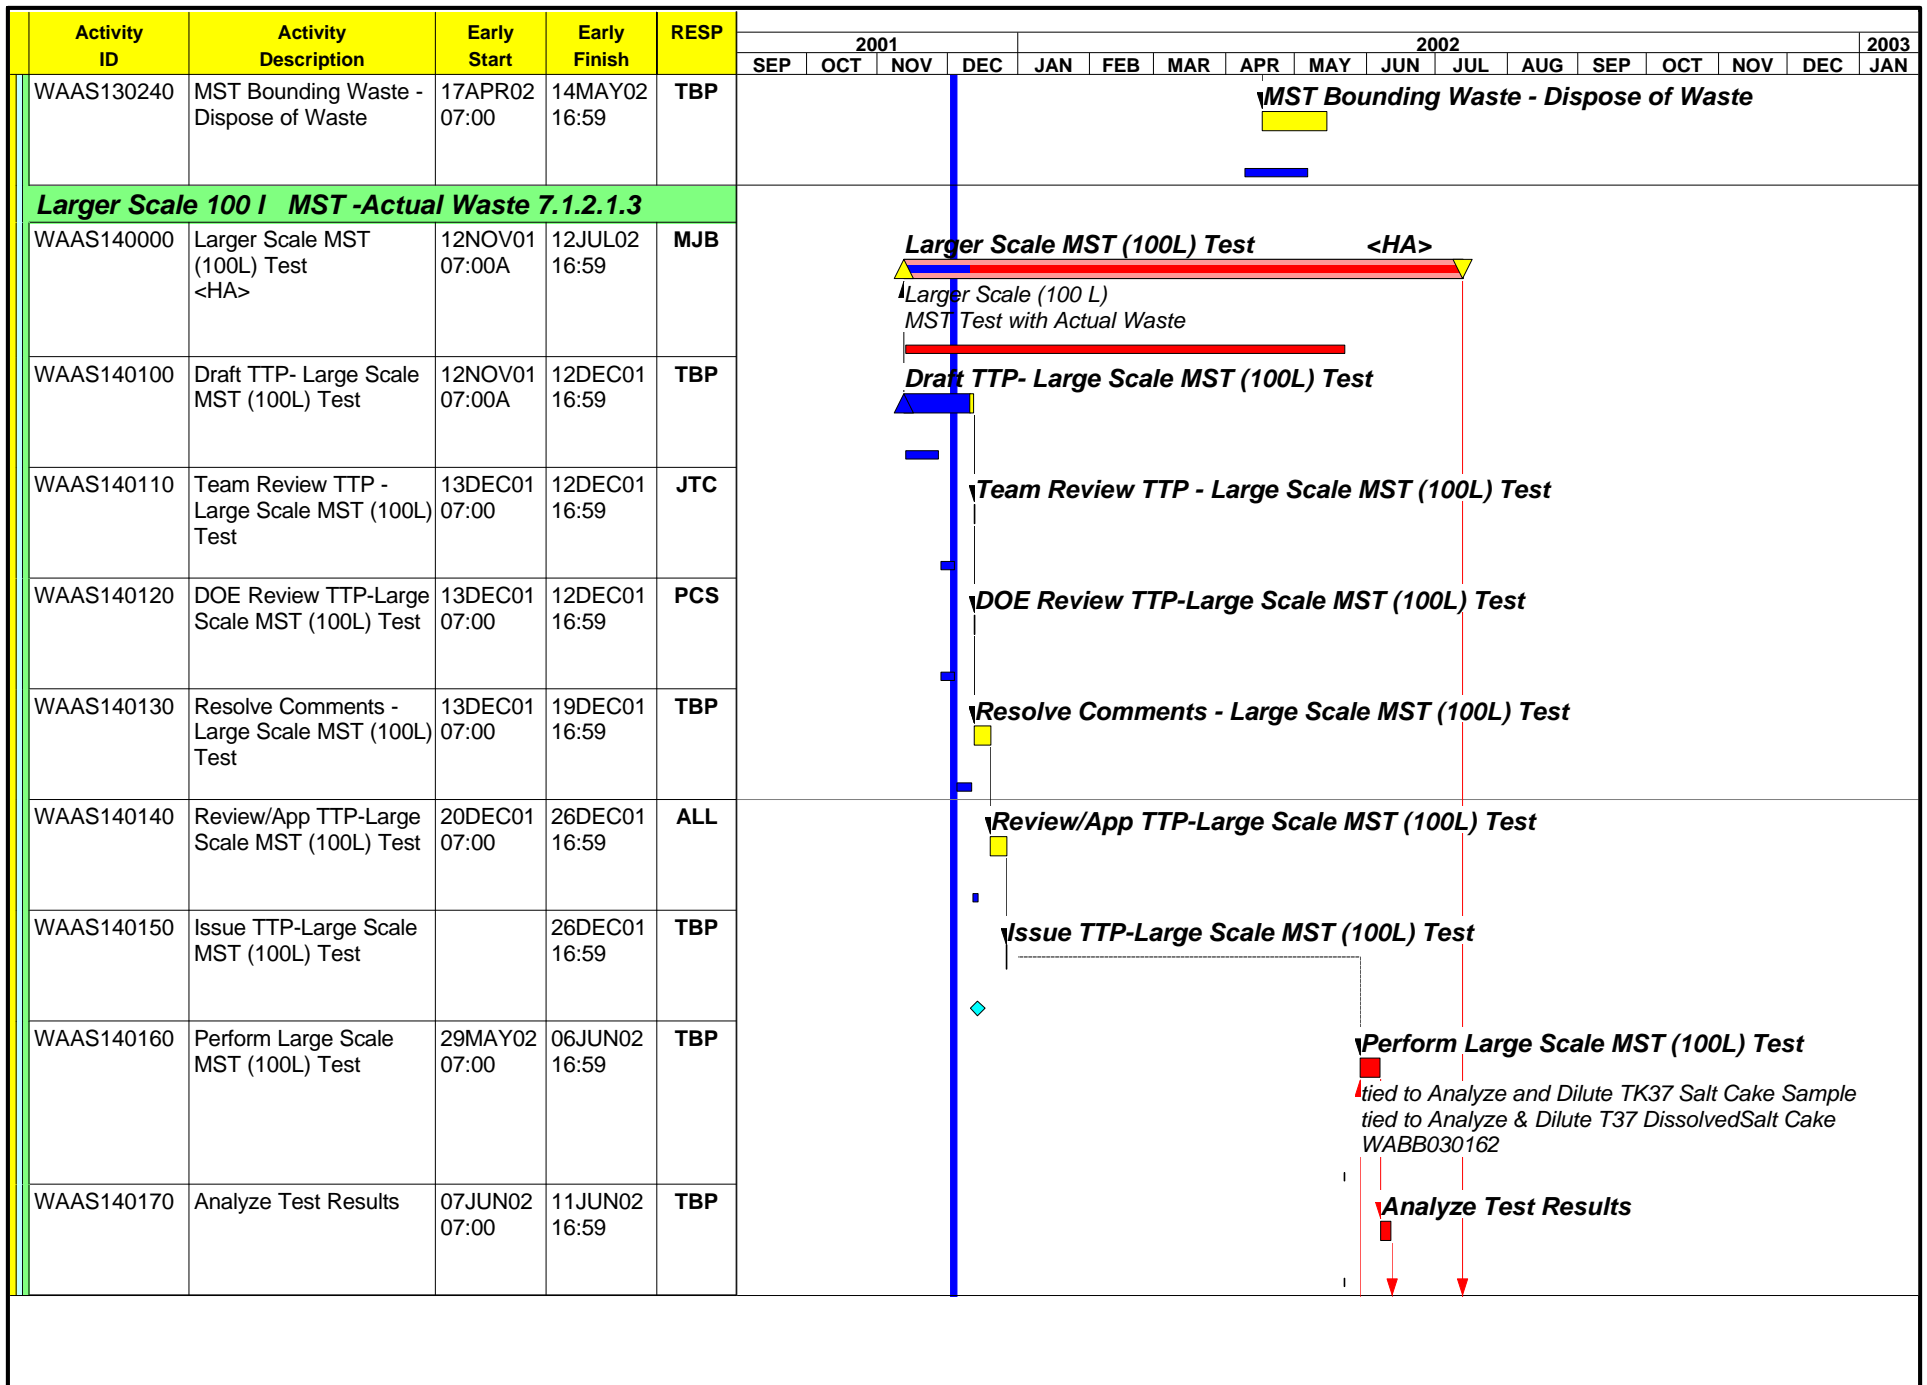 Activity ID Activity Description Early Start Early Finish RESP
2001 2002 2003
SEP OCT NOV DEC JAN FEB MAR APR MAY JUN JUL AUG SEP OCT NOV DEC JAN
WAAS130240 MST Bounding Waste - 17APR02 14MAY02 TBP
Dispose of Waste 07:00 16:59
MST Bounding Waste - Dispose of Waste
Larger Scale 100 l MST -Actual Waste 7.1.2.1.3
WAAS140000 Larger Scale MST 12NOV01 12JUL02 MJB
(100L) Test 07:00A 16:59
<HA>
Larger Scale MST (100L) Test <HA>
Larger Scale (100 L)
MST Test with Actual Waste
WAAS140100 Draft TTP- Large Scale 12NOV01 12DEC01 TBP
MST (100L) Test 07:00A 16:59
Draft TTP- Large Scale MST (100L) Test
WAAS140110 Team Review TTP - 13DEC01 12DEC01 JTC
Large Scale MST (100L) 07:00 16:59
Test
Team Review TTP - Large Scale MST (100L) Test
WAAS140120 DOE Review TTP-Large 13DEC01 12DEC01 PCS
Scale MST (100L) Test 07:00 16:59
DOE Review TTP-Large Scale MST (100L) Test
WAAS140130 Resolve Comments - 13DEC01 19DEC01 TBP
Large Scale MST (100L) 07:00 16:59
Test
Resolve Comments - Large Scale MST (100L) Test
WAAS140140 Review/App TTP-Large 20DEC01 26DEC01 ALL
Scale MST (100L) Test 07:00 16:59
Review/App TTP-Large Scale MST (100L) Test
WAAS140150 Issue TTP-Large Scale 26DEC01 TBP
MST (100L) Test 16:59
Issue TTP-Large Scale MST (100L) Test
WAAS140160 Perform Large Scale 29MAY02 06JUN02 TBP
MST (100L) Test 07:00 16:59
Perform Large Scale MST (100L) Test
tied to Analyze and Dilute TK37 Salt Cake Sample
tied to Analyze & Dilute T37 DissolvedSalt Cake
WABB030162
WAAS140170 Analyze Test Results 07JUN02 11JUN02 TBP
07:00 16:59
Analyze Test Results